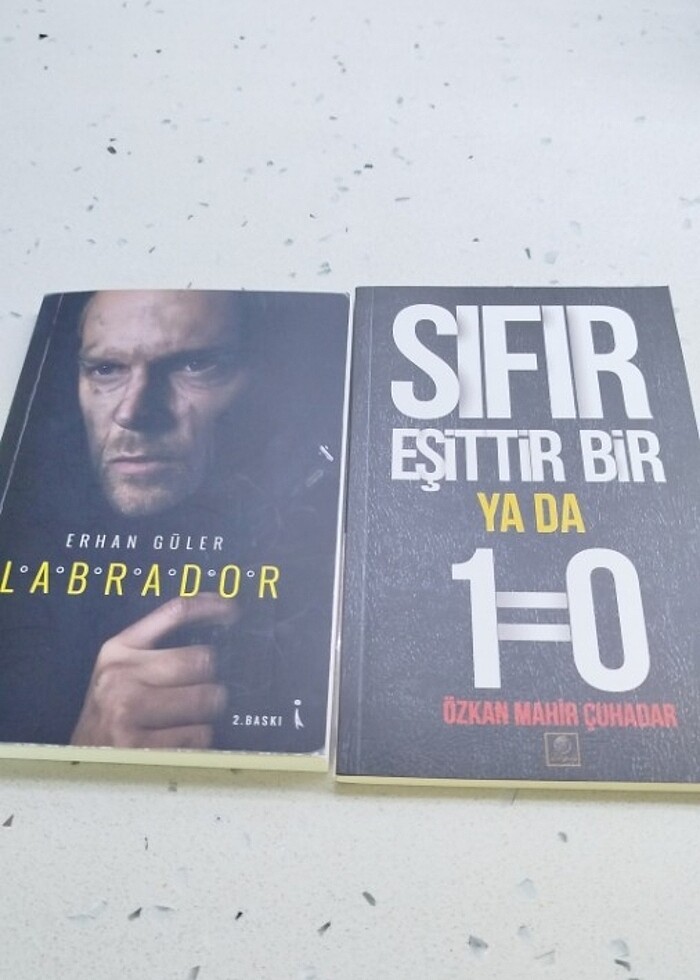 ERHAN GÜLER
L°A°B°R°A°D°O°R
2. BASKI
SIFIR
EŞİTTİR BİR
YA DA
1=0
ÖZKAN MAHİR ÇUHADAR